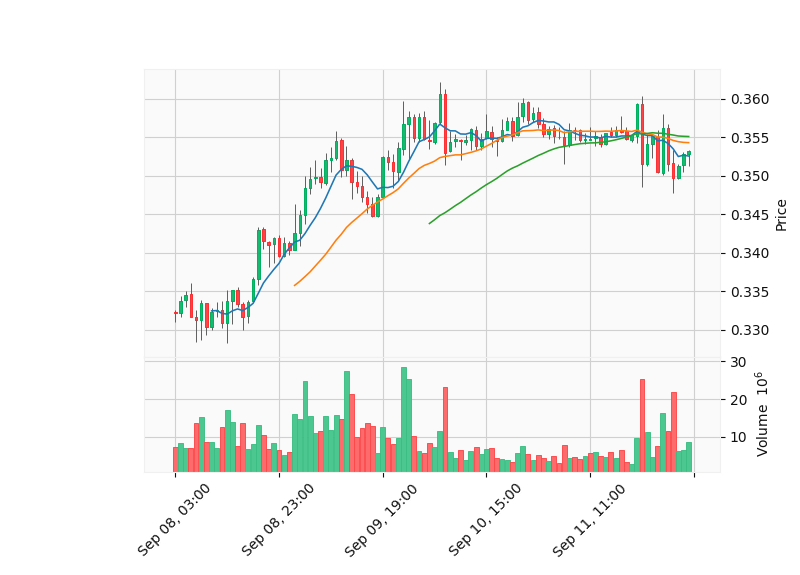 0.360
0.355
0.350
0.345
0.340
0.335
0.330
Price
30
20
10
Volume 10^6
Sep 08, 03:00
Sep 08, 23:00
Sep 09, 19:00
Sep 10, 15:00
Sep 11, 11:00